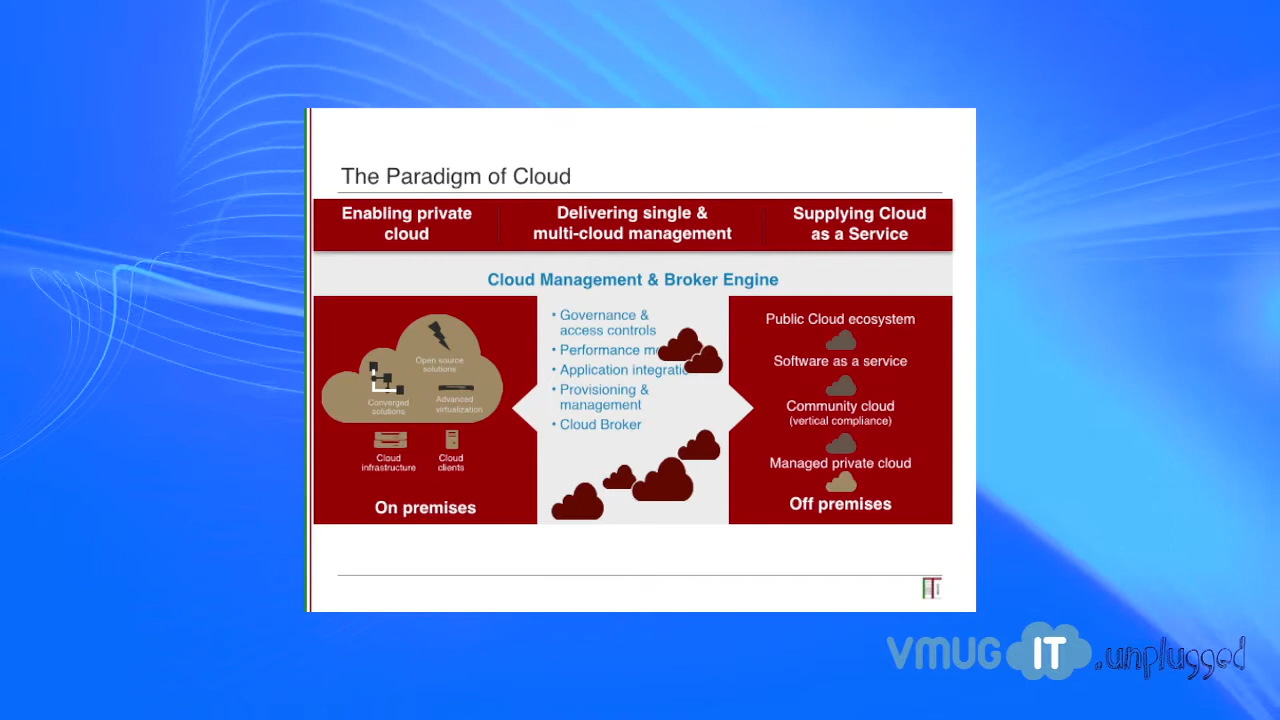 The Paradigm of Cloud
Enabling private
cloud
Delivering single &
multi-cloud management
Supplying Cloud
as a Service
Cloud Management & Broker Engine
Open source
solutions
Converged
solutions
Advanced
virtualization
Cloud
infrastructure
Cloud
clients
On premises
• Governance &
access controls
• Performance
• Application
• Provisioning &
management
• Cloud Broker
Public Cloud ecosystem
Software as a service
Community cloud
(vertical compliance)
Managed private cloud
Off premises
VMUG IT .unplugged